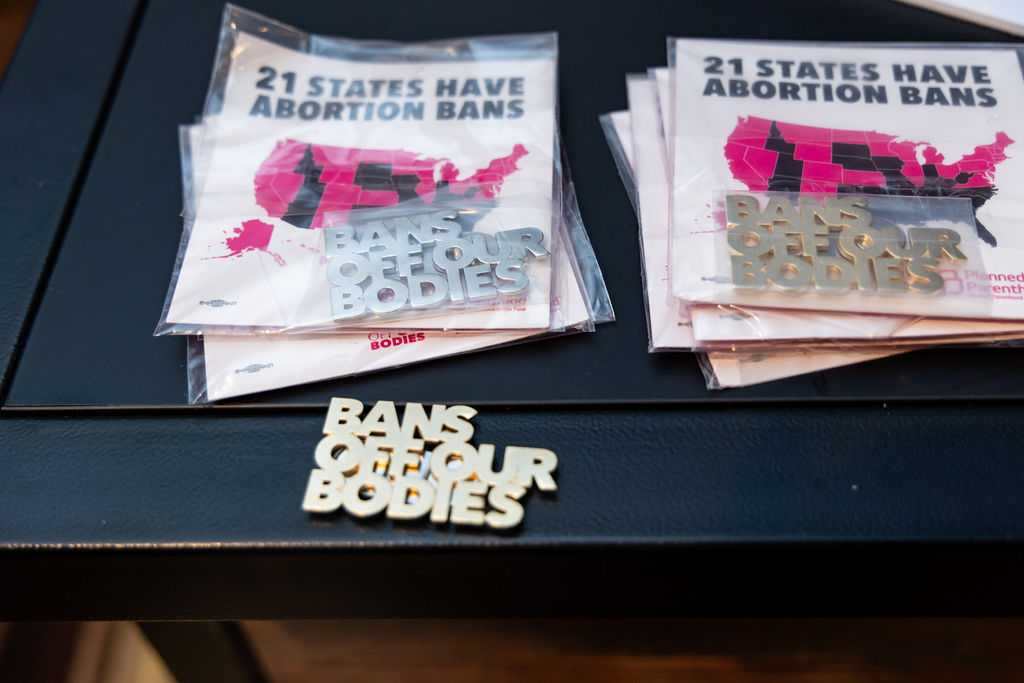 21 STATES HAVE
ABORTION BANS
BANS
OFF OUR
BODIES
OFF
BODIES
21 STATES HAVE
ABORTION BANS
BANS
OFF OUR
BODIES
Planned
Parenth
BANS
OFF OUR
BODIES